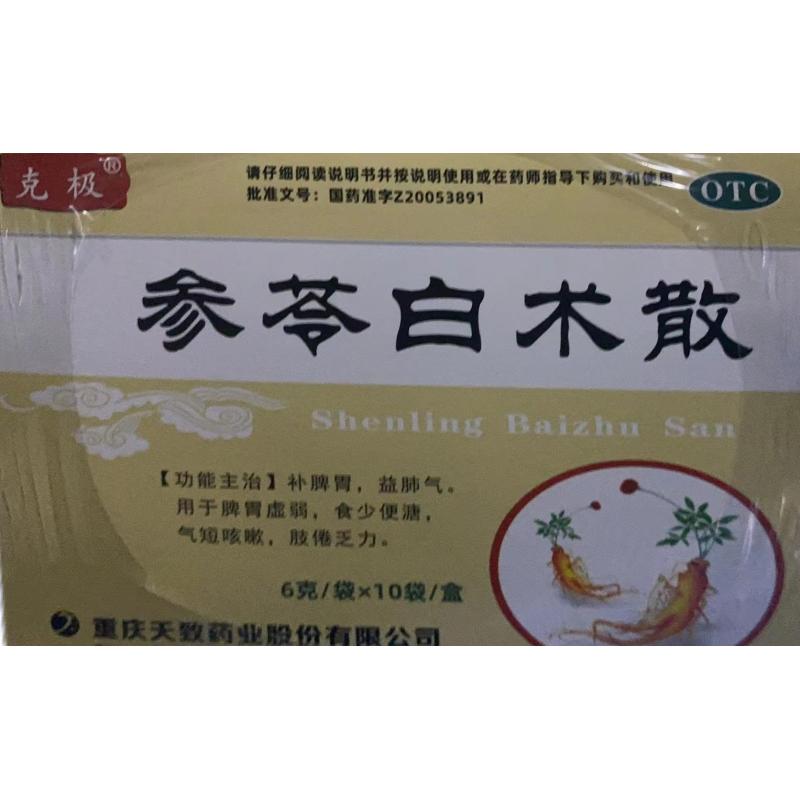 克极®
请仔细阅读说明书并按说明使用或在药师指导下购买和使用
批准文号：国药准字Z20053891
OTC
参苓白术散
Shenling Baizhu San
【功能主治】补脾胃，益肺气。
用于脾胃虚弱，食少便溏，
气短咳嗽，肢倦乏力。
6克/袋×10袋/盒
重庆天致药业股份有限公司